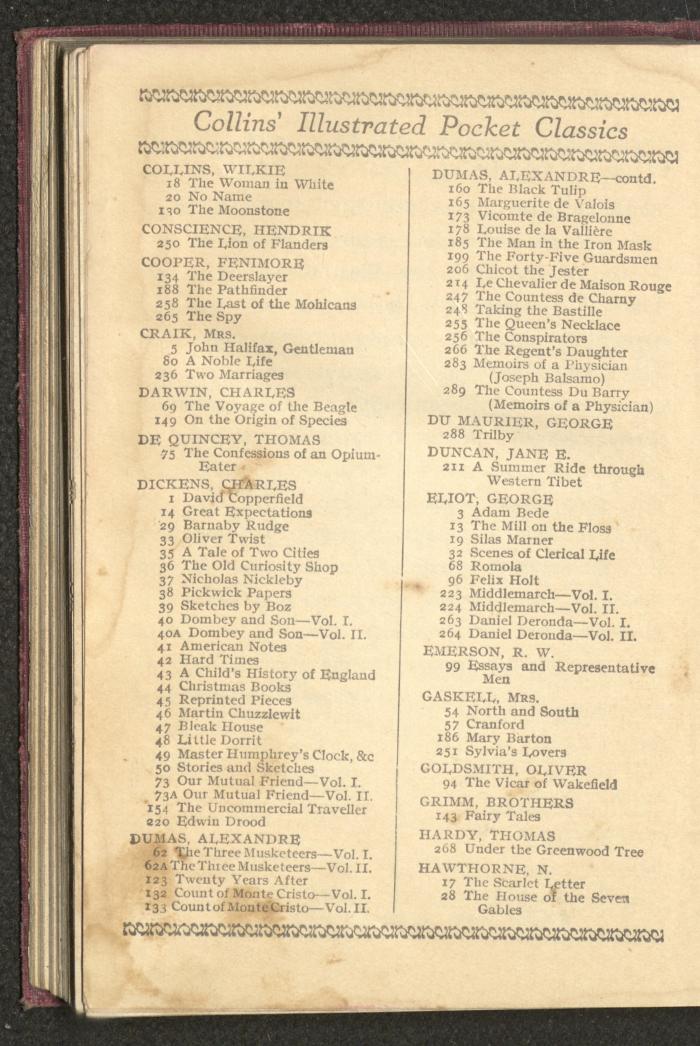 Collins' Illustrated Pocket Classics
COLLINS, WILKIE
18 The Woman in White
20 No Name
130 The Moonstone
CONSCIENCE, HENDRIK
250 The Lion of Flanders
COOPER, FENIMORE
134 The Deerslayer
188 The Pathfinder
258 The Last of the Mohicans
265 The Spy
CRAIK, MRS.
5 John Halifax, Gentleman
80 A Noble Life
236 Two Marriages
DARWIN, CHARLES
69 The Voyage of the Beagle
149 On the Origin of Species
DE QUINCEY, THOMAS
75 The Confessions of an Opium-
Eater
DICKENS, CHARLES
1 David Copperfield
14 Great Expectations
29 Barnaby Rudge
33 Oliver Twist
35 A Tale of Two Cities
36 The Old Curiosity Shop
37 Nicholas Nickleby
38 Pickwick Papers
39 Sketches by Boz
40 Dombey and Son—Vol. I.
40A Dombey and Son—Vol. II.
41 American Notes
42 Hard Times
43 A Child's History of England
44 Christmas Books
45 Reprinted Pieces
46 Martin Chuzzlewit
47 Bleak House
48 Little Dorrit
49 Master Humphrey's Clock, &c
50 Stories and Sketches
73 Our Mutual Friend—Vol. I.
73A Our Mutual Friend—Vol. II.
154 The Uncommercial Traveller
220 Edwin Drood
DUMAS, ALEXANDRE
62 The Three Musketeers—Vol. I.
62A The Three Musketeers—Vol. II.
123 Twenty Years After
132 Count of Monte Cristo—Vol. I.
133 Count of Monte Cristo—Vol. II.
DUMAS, ALEXANDRE—contd.
160 The Black Tulip
165 Marguerite de Valois
173 Vicomte de Bragelonne
178 Louise de la Vallière
185 The Man in the Iron Mask
199 The Forty-Five Guardsmen
206 Chicot the Jester
214 Le Chevalier de Maison Rouge
247 The Countess de Charny
248 Taking the Bastille
255 The Queen's Necklace
256 The Conspirators
266 The Regent's Daughter
283 Memoirs of a Physician
(Joseph Balsamo)
289 The Countess Du Barry
(Memoirs of a Physician)
DU MAURIER, GEORGE
288 Trilby
DUNCAN, JANE E.
211 A Summer Ride through
Western Tibet
ELIOT, GEORGE
3 Adam Bede
13 The Mill on the Floss
19 Silas Marner
32 Scenes of Clerical Life
68 Romola
96 Felix Holt
223 Middlemarch—Vol. I.
224 Middlemarch—Vol. II.
263 Daniel Deronda—Vol. I.
264 Daniel Deronda—Vol. II.
EMERSON, R. W.
99 Essays and Representative
Men
GASKELL, MRS.
54 North and South
57 Cranford
186 Mary Barton
251 Sylvia's Lovers
GOLDSMITH, OLIVER
94 The Vicar of Wakefield
GRIMM, BROTHERS
143 Fairy Tales
HARDY, THOMAS
268 Under the Greenwood Tree
HAWTHORNE, N.
17 The Scarlet Letter
28 The House of the Seven
Gables